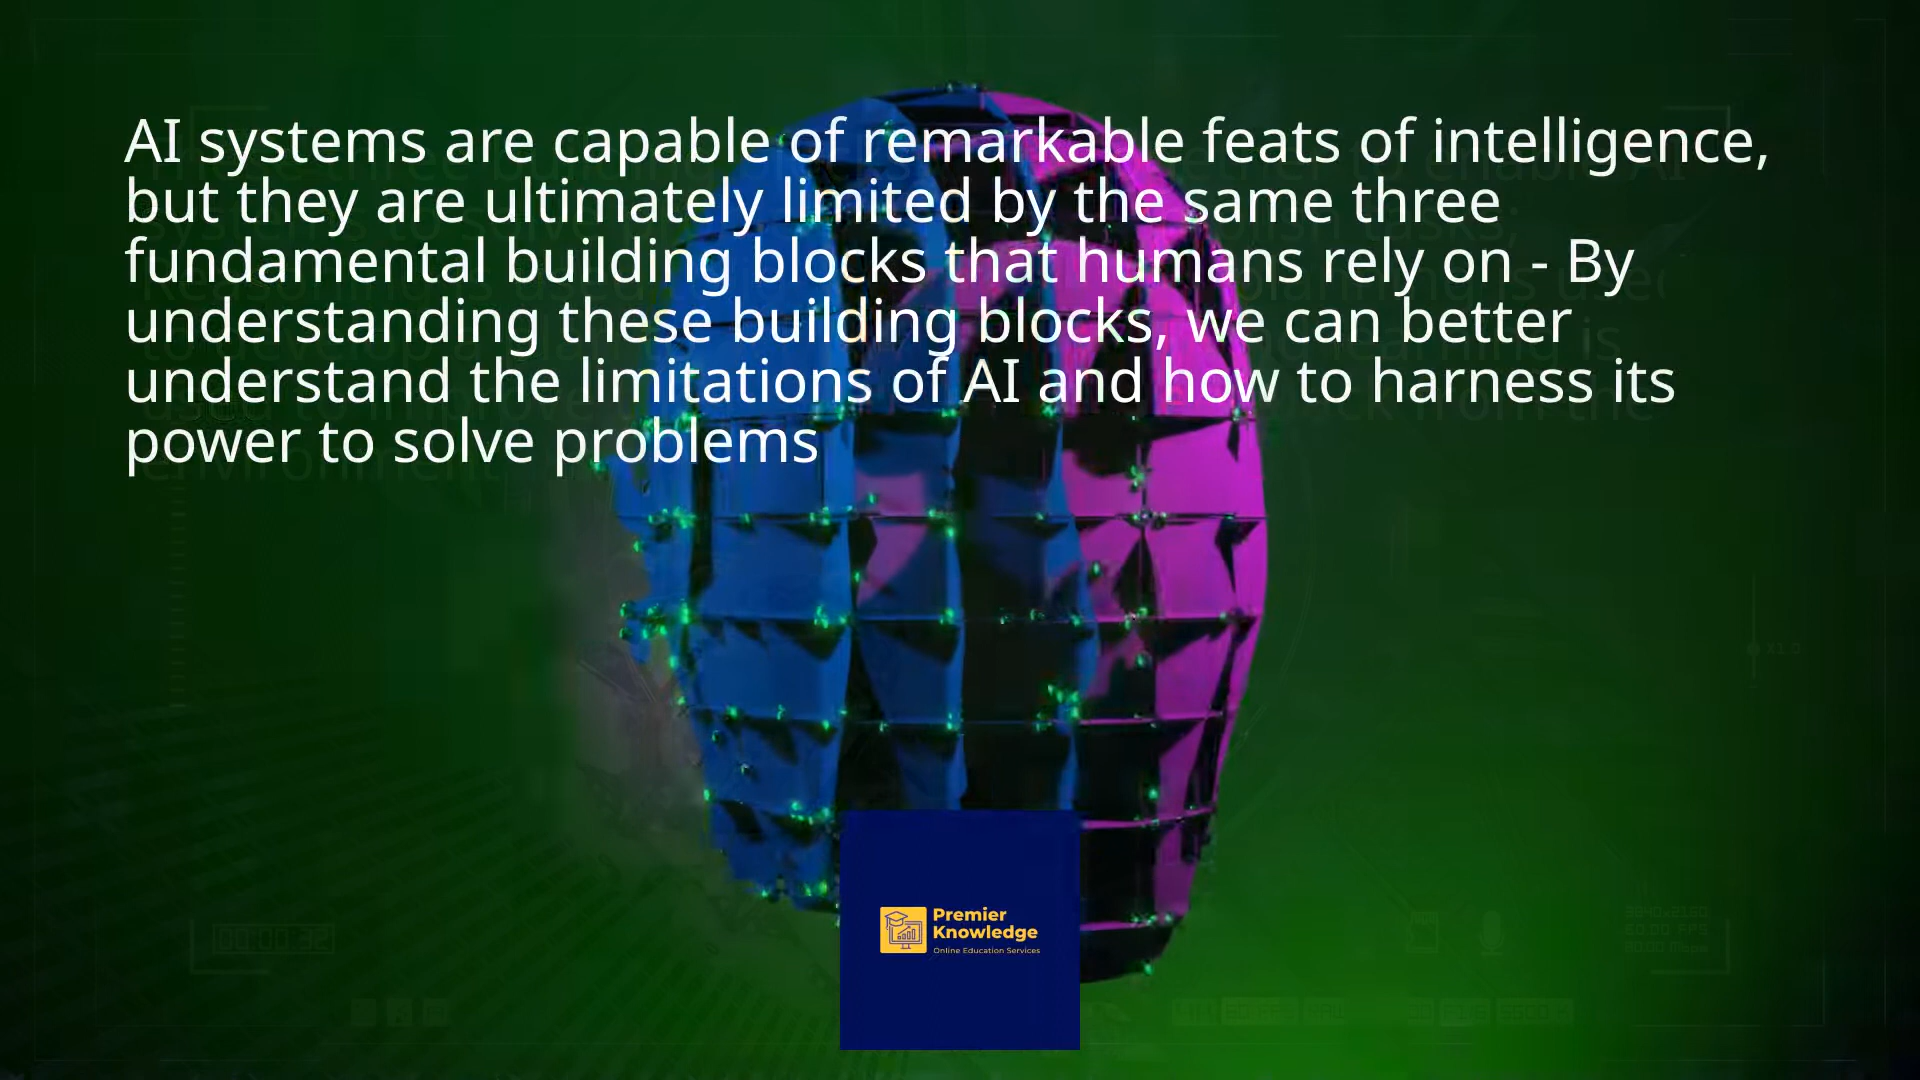 AI systems are capable of remarkable feats of intelligence,
but they are ultimately limited by the same three
fundamental building blocks that humans rely on - By
understanding these building blocks, we can better
understand the limitations of AI and how to harness its
power to solve problems
X1.0
Premier
Knowledge
Online Education Services